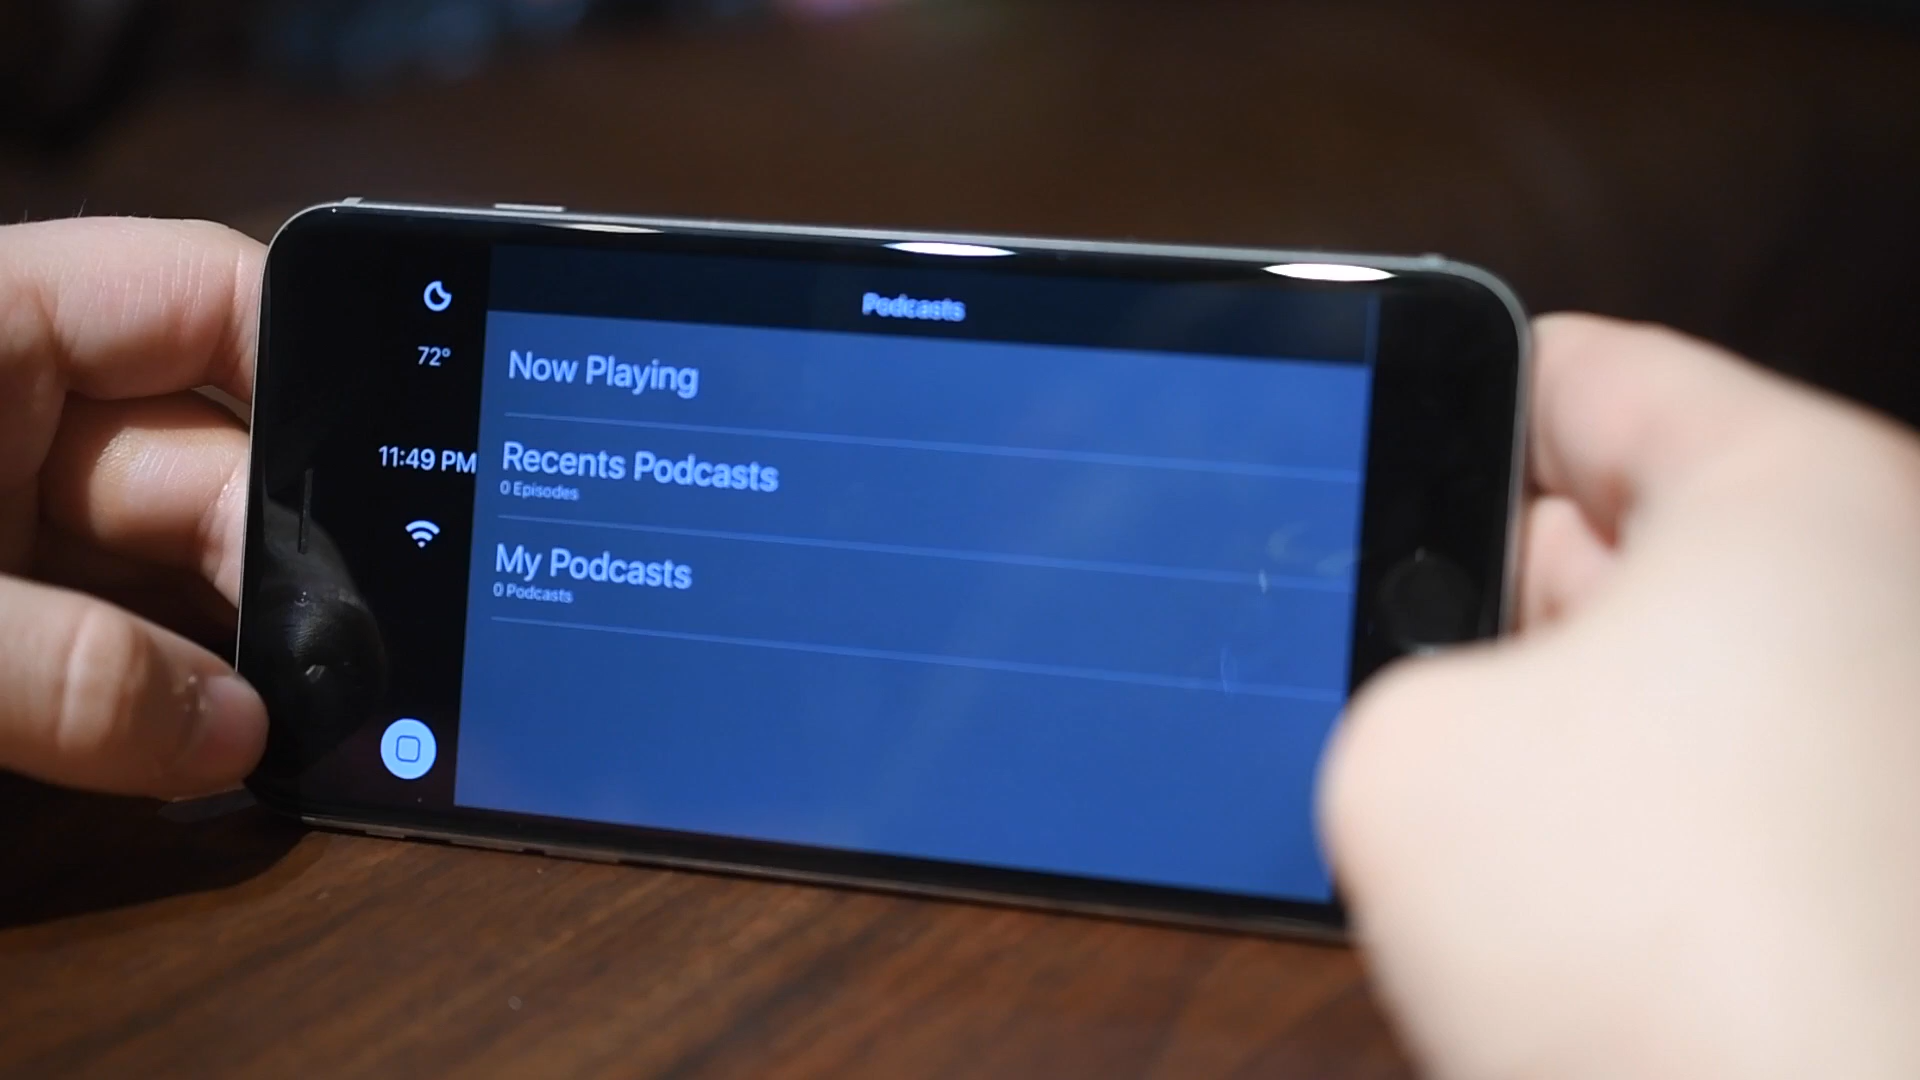 Podcasts
72°
11:49 PM
Now Playing
Recents Podcasts
0 Episodes
My Podcasts
0 Podcasts